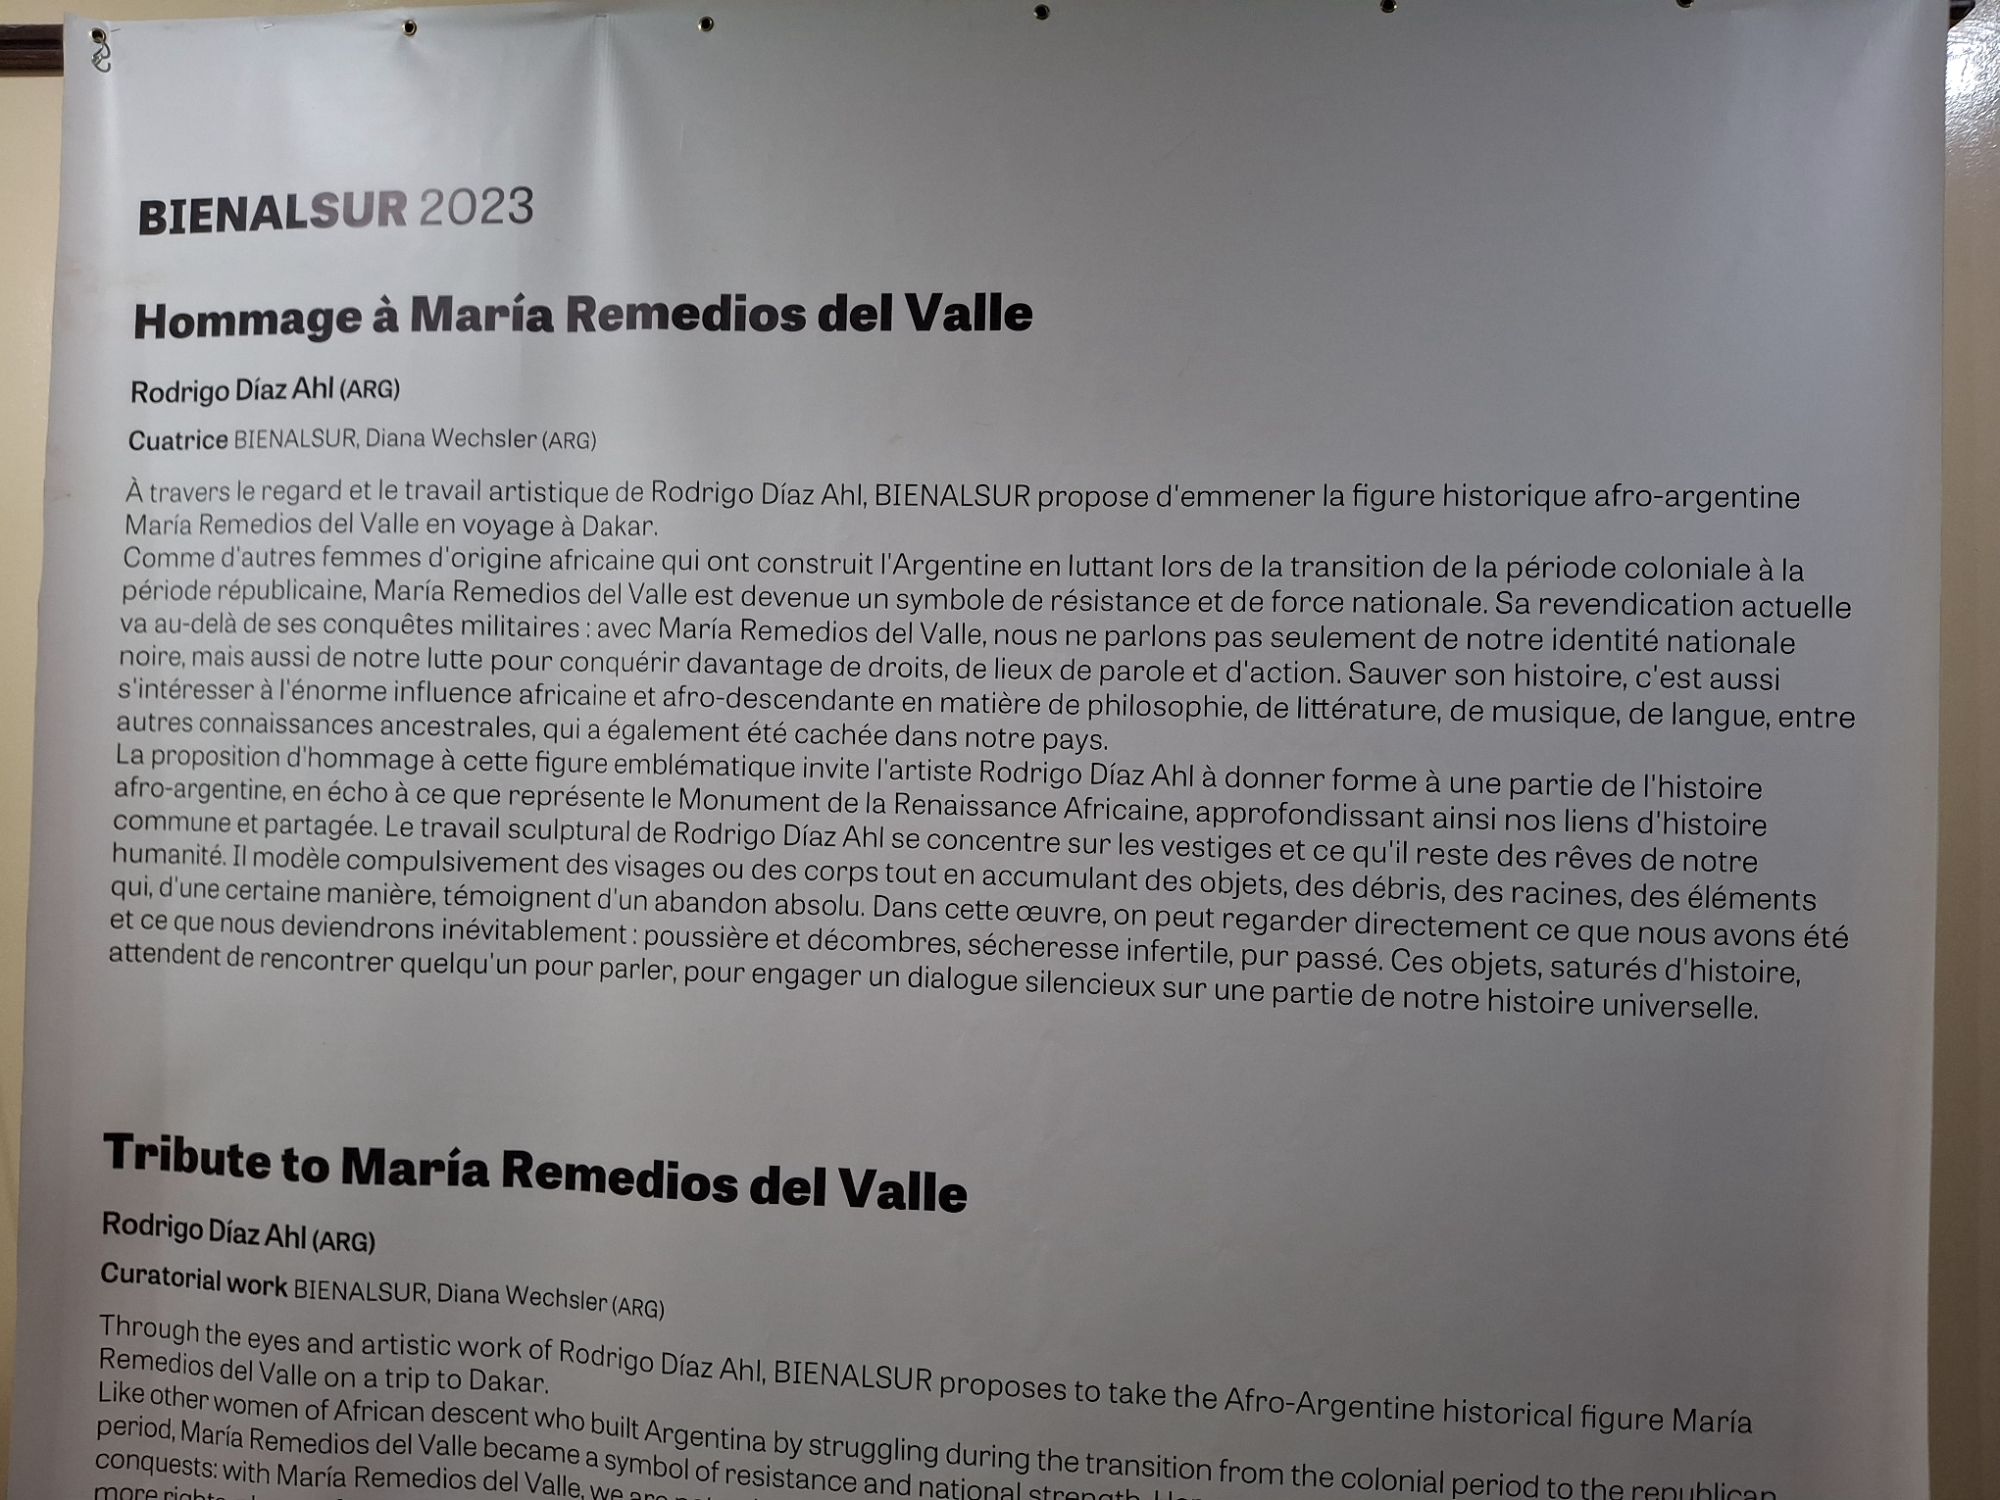 BIENALSUR 2023
Hommage à María Remedios del Valle
Rodrigo Díaz Ahl (ARG)
Cuatrice BIENALSUR, Diana Wechsler (ARG)
À travers le regard et le travail artistique de Rodrigo Díaz Ahl, BIENALSUR propose d'emmener la figure historique afro-argentine
María Remedios del Valle en voyage à Dakar.
Comme d'autres femmes d'origine africaine qui ont construit l'Argentine en luttant lors de la transition de la période coloniale à la
période républicaine, María Remedios del Valle est devenue un symbole de résistance et de force nationale. Sa revendication actuelle
va au-delà de ses conquêtes militaires : avec María Remedios del Valle, nous ne parlons pas seulement de notre identité nationale
noire, mais aussi de notre lutte pour conquérir davantage de droits, de lieux de parole et d'action. Sauver son histoire, c'est aussi
s'intéresser à l'énorme influence africaine et afro-descendante en matière de philosophie, de littérature, de musique, de langue, entre
autres connaissances ancestrales, qui a également été cachée dans notre pays.
La proposition d'hommage à cette figure emblématique invite l'artiste Rodrigo Díaz Ahl à donner forme à une partie de l'histoire
afro-argentine, en écho à ce que représente le Monument de la Renaissance Africaine, approfondissant ainsi nos liens d'histoire
commune et partagée. Le travail sculptural de Rodrigo Díaz Ahl se concentre sur les vestiges et ce qu'il reste des rêves de notre
humanité. Il modèle compulsivement des visages ou des corps tout en accumulant des objets, des débris, des racines, des éléments
qui, d'une certaine manière, témoignent d'un abandon absolu. Dans cette œuvre, on peut regarder directement ce que nous avons été
et ce que nous deviendrons inévitablement : poussière et décombres, sécheresse infertile, pur passé. Ces objets, saturés d'histoire,
attendent de rencontrer quelqu'un pour parler, pour engager un dialogue silencieux sur une partie de notre histoire universelle.
Tribute to María Remedios del Valle
Rodrigo Díaz Ahl (ARG)
Curatorial work BIENALSUR, Diana Wechsler (ARG)
Through the eyes and artistic work of Rodrigo Díaz Ahl, BIENALSUR proposes to take the Afro-Argentine historical figure María
Remedios del Valle on a trip to Dakar.
Like other women of African descent who built Argentina by struggling during the transition from the colonial period to the republican
period, María Remedios del Valle became a symbol of resistance and national strength.
conquests: with María Remedios del Valle, we are
more rights